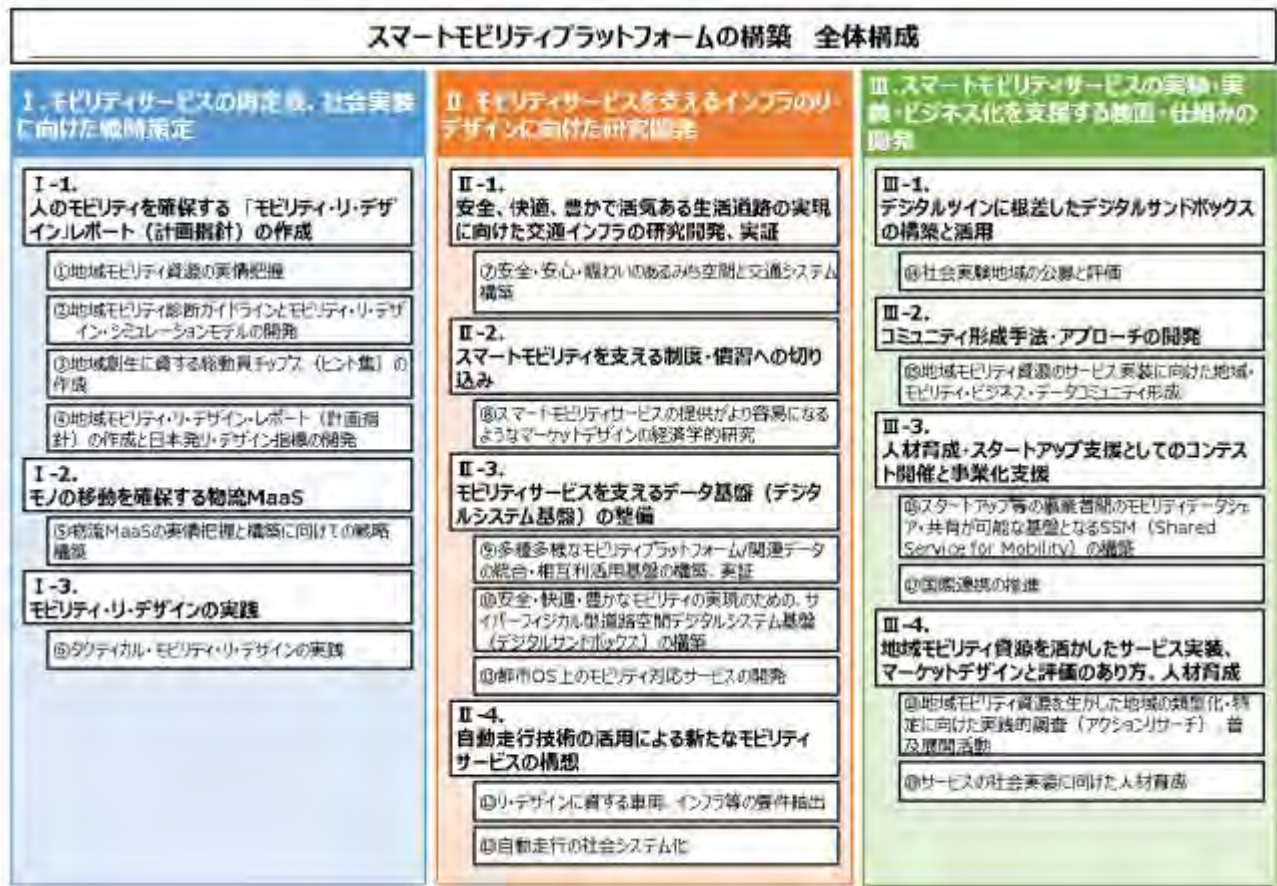 スマートモビリティプラットフォームの構築　全体構成
Ⅰ.モビリティサービスの再定義、社会実験
に向けた戦略策定
Ⅰ-1.
人のモビリティを確保する「モビリティ・リ・デザ
イン」レポート（計画指針）の作成
①地域モビリティ資源の実情把握
②地域モビリティ診断ガイドラインとモビリティ・リ・デザ
イン・シミュレーションモデルの開発
③地域創生に資する総動員チップス（ヒント集）の
作成
④地域モビリティ・リ・デザイン・レポート（計画指
針）の作成と日本発リ・デザイン指標の開発
Ⅰ-2.
モノの移動を確保する物流MaaS
⑤物流MaaSの実情把握と構築に向けての戦略
構築
Ⅰ-3.
モビリティ・リ・デザインの実践
⑥タクティカル・モビリティ・リ・デザインの実践
Ⅱ.モビリティサービスを支えるインフラのリ・
デザインに向けた研究開発
Ⅱ-1.
安全、快適、豊かで活気ある生活道路の実現
に向けた交通インフラの研究開発、実証
⑦安全・安心・賑わいのあるみち空間と交通システム
構築
Ⅱ-2.
スマートモビリティを支える制度・慣習への切り
込み
⑧スマートモビリティサービスの提供がより容易になる
ようなマーケットデザインの経済学的研究
Ⅱ-3.
モビリティサービスを支えるデータ基盤（デジタ
ルシステム基盤）の整備
⑨多種多様なモビリティプラットフォーム/関連データ
の統合・相互利活用基盤の構築、実証
⑩安全・快適・豊かなモビリティの実現のための、サ
イバーフィジカル型道路空間デジタルシステム基盤
（デジタルサンドボックス）の構築
都市OS上のモビリティ対応サービスの開発
Ⅱ-4.
自動走行技術の活用による新たなモビリティ
サービスの構想
リ・デザインに資する車両、インフラ等の要件抽出
自動走行の社会システム化
Ⅲ.スマートモビリティサービスの実験・実
装・ビジネス化を支援する施策・仕組みの
開発
Ⅲ-1.
デジタルツインに根差したデジタルサンドボックス
の構築と活用
社会実験地域の公募と評価
Ⅲ-2.
コミュニティ形成手法・アプローチの開発
地域モビリティ資源のサービス実装に向けた地域・
モビリティ・ビジネス・データコミュニティ形成
Ⅲ-3.
人材育成・スタートアップ支援としてのコンテス
ト開催と事業化支援
スタートアップ等の事業者間のモビリティデータシェ
ア・共有が可能な基盤となるSSM（Shared
Service for Mobility）の構築
⑰国際連携の推進
Ⅲ-4.
地域モビリティ資源を活かしたサービス実装、
マーケットデザインと評価のあり方、人材育成
地域モビリティ資源を生かした地域の類型化・特
定に向けた実践的調査（アクションリサーチ）、普
及展開活動
サービスの社会実装に向けた人材育成